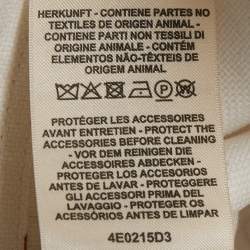 HERKUNFT - CONTIENE PARTES NO
TEXTILES DE ORIGEN ANIMAL -
CONTIENE PARTI NON TESSILI DI
ORIGINE ANIMALE - CONTÉM
ELEMENTOS NÃO-TÊXTEIS DE
ORIGEM ANIMAL.
P
PROTÉGER LES ACCESSOIRES
AVANT ENTRETIEN - PROTECT THE
ACCESSORIES BEFORE CLEANING
- VOR DEM REINIGEN DIE
ACCESSOIRES ABDECKEN -
PROTEGER LOS ACCESORIOS
ANTES DE LAVAR - PROTEGGERE
GLI ACCESSORI PRIMA DEL
LAVAGGIO - PROTEGER OS
ACESSÓRIOS ANTES DE LIMPAR
4E0215D3